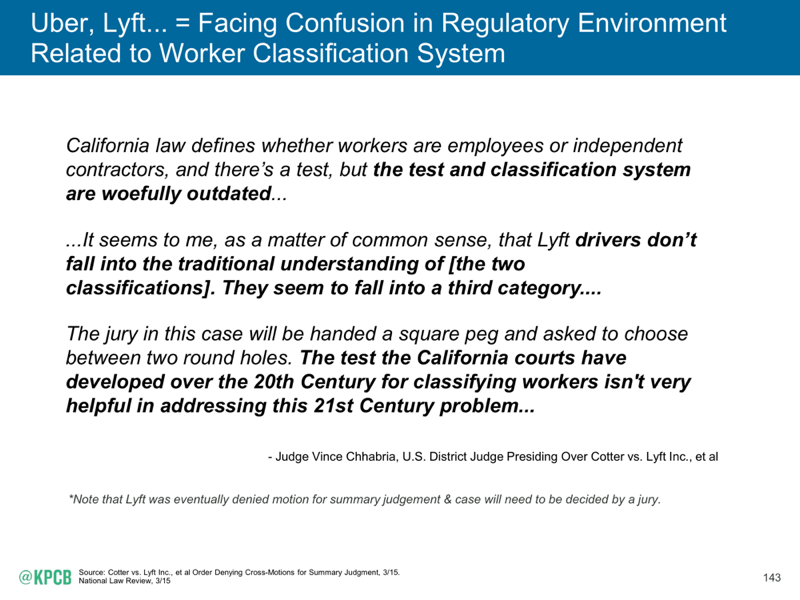 Uber, Lyft... = Facing Confusion in Regulatory Environment
Related to Worker Classification System
California law defines whether workers are employees or independent
contractors, and there’s a test, but the test and classification system
are woefully outdated...
...It seems to me, as a matter of common sense, that Lyft drivers don’t
fall into the traditional understanding of [the two
classifications]. They seem to fall into a third category....
The jury in this case will be handed a square peg and asked to choose
between two round holes. The test the California courts have
developed over the 20th Century for classifying workers isn't very
helpful in addressing this 21st Century problem...
- Judge Vince Chhabria, U.S. District Judge Presiding Over Cotter vs. Lyft Inc., et al
*Note that Lyft was eventually denied motion for summary judgement & case will need to be decided by a jury.
@KPCB
Source: Cotter vs. Lyft Inc., et al Order Denying Cross-Motions for Summary Judgment, 3/15.
National Law Review, 3/15
143